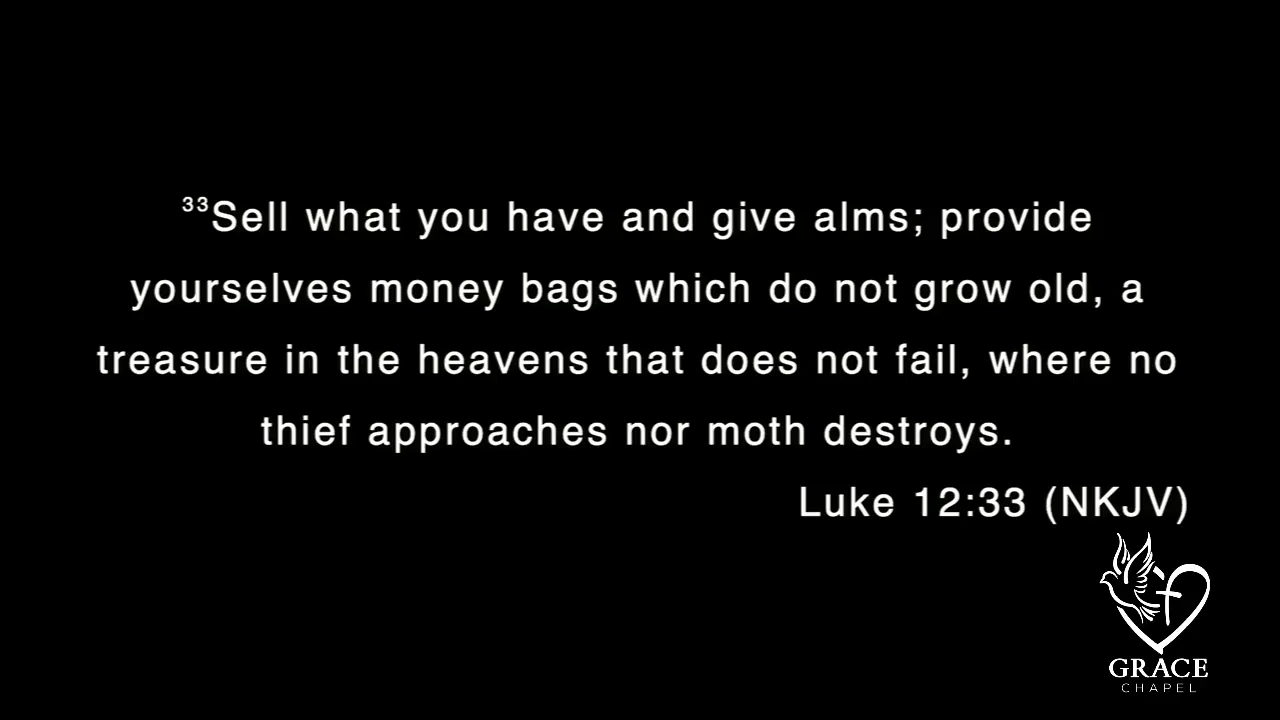 ³³Sell what you have and give alms; provide
yourselves money bags which do not grow old, a
treasure in the heavens that does not fail, where no
thief approaches nor moth destroys.
Luke 12:33 (NKJV)
GRACE
CHAPEL